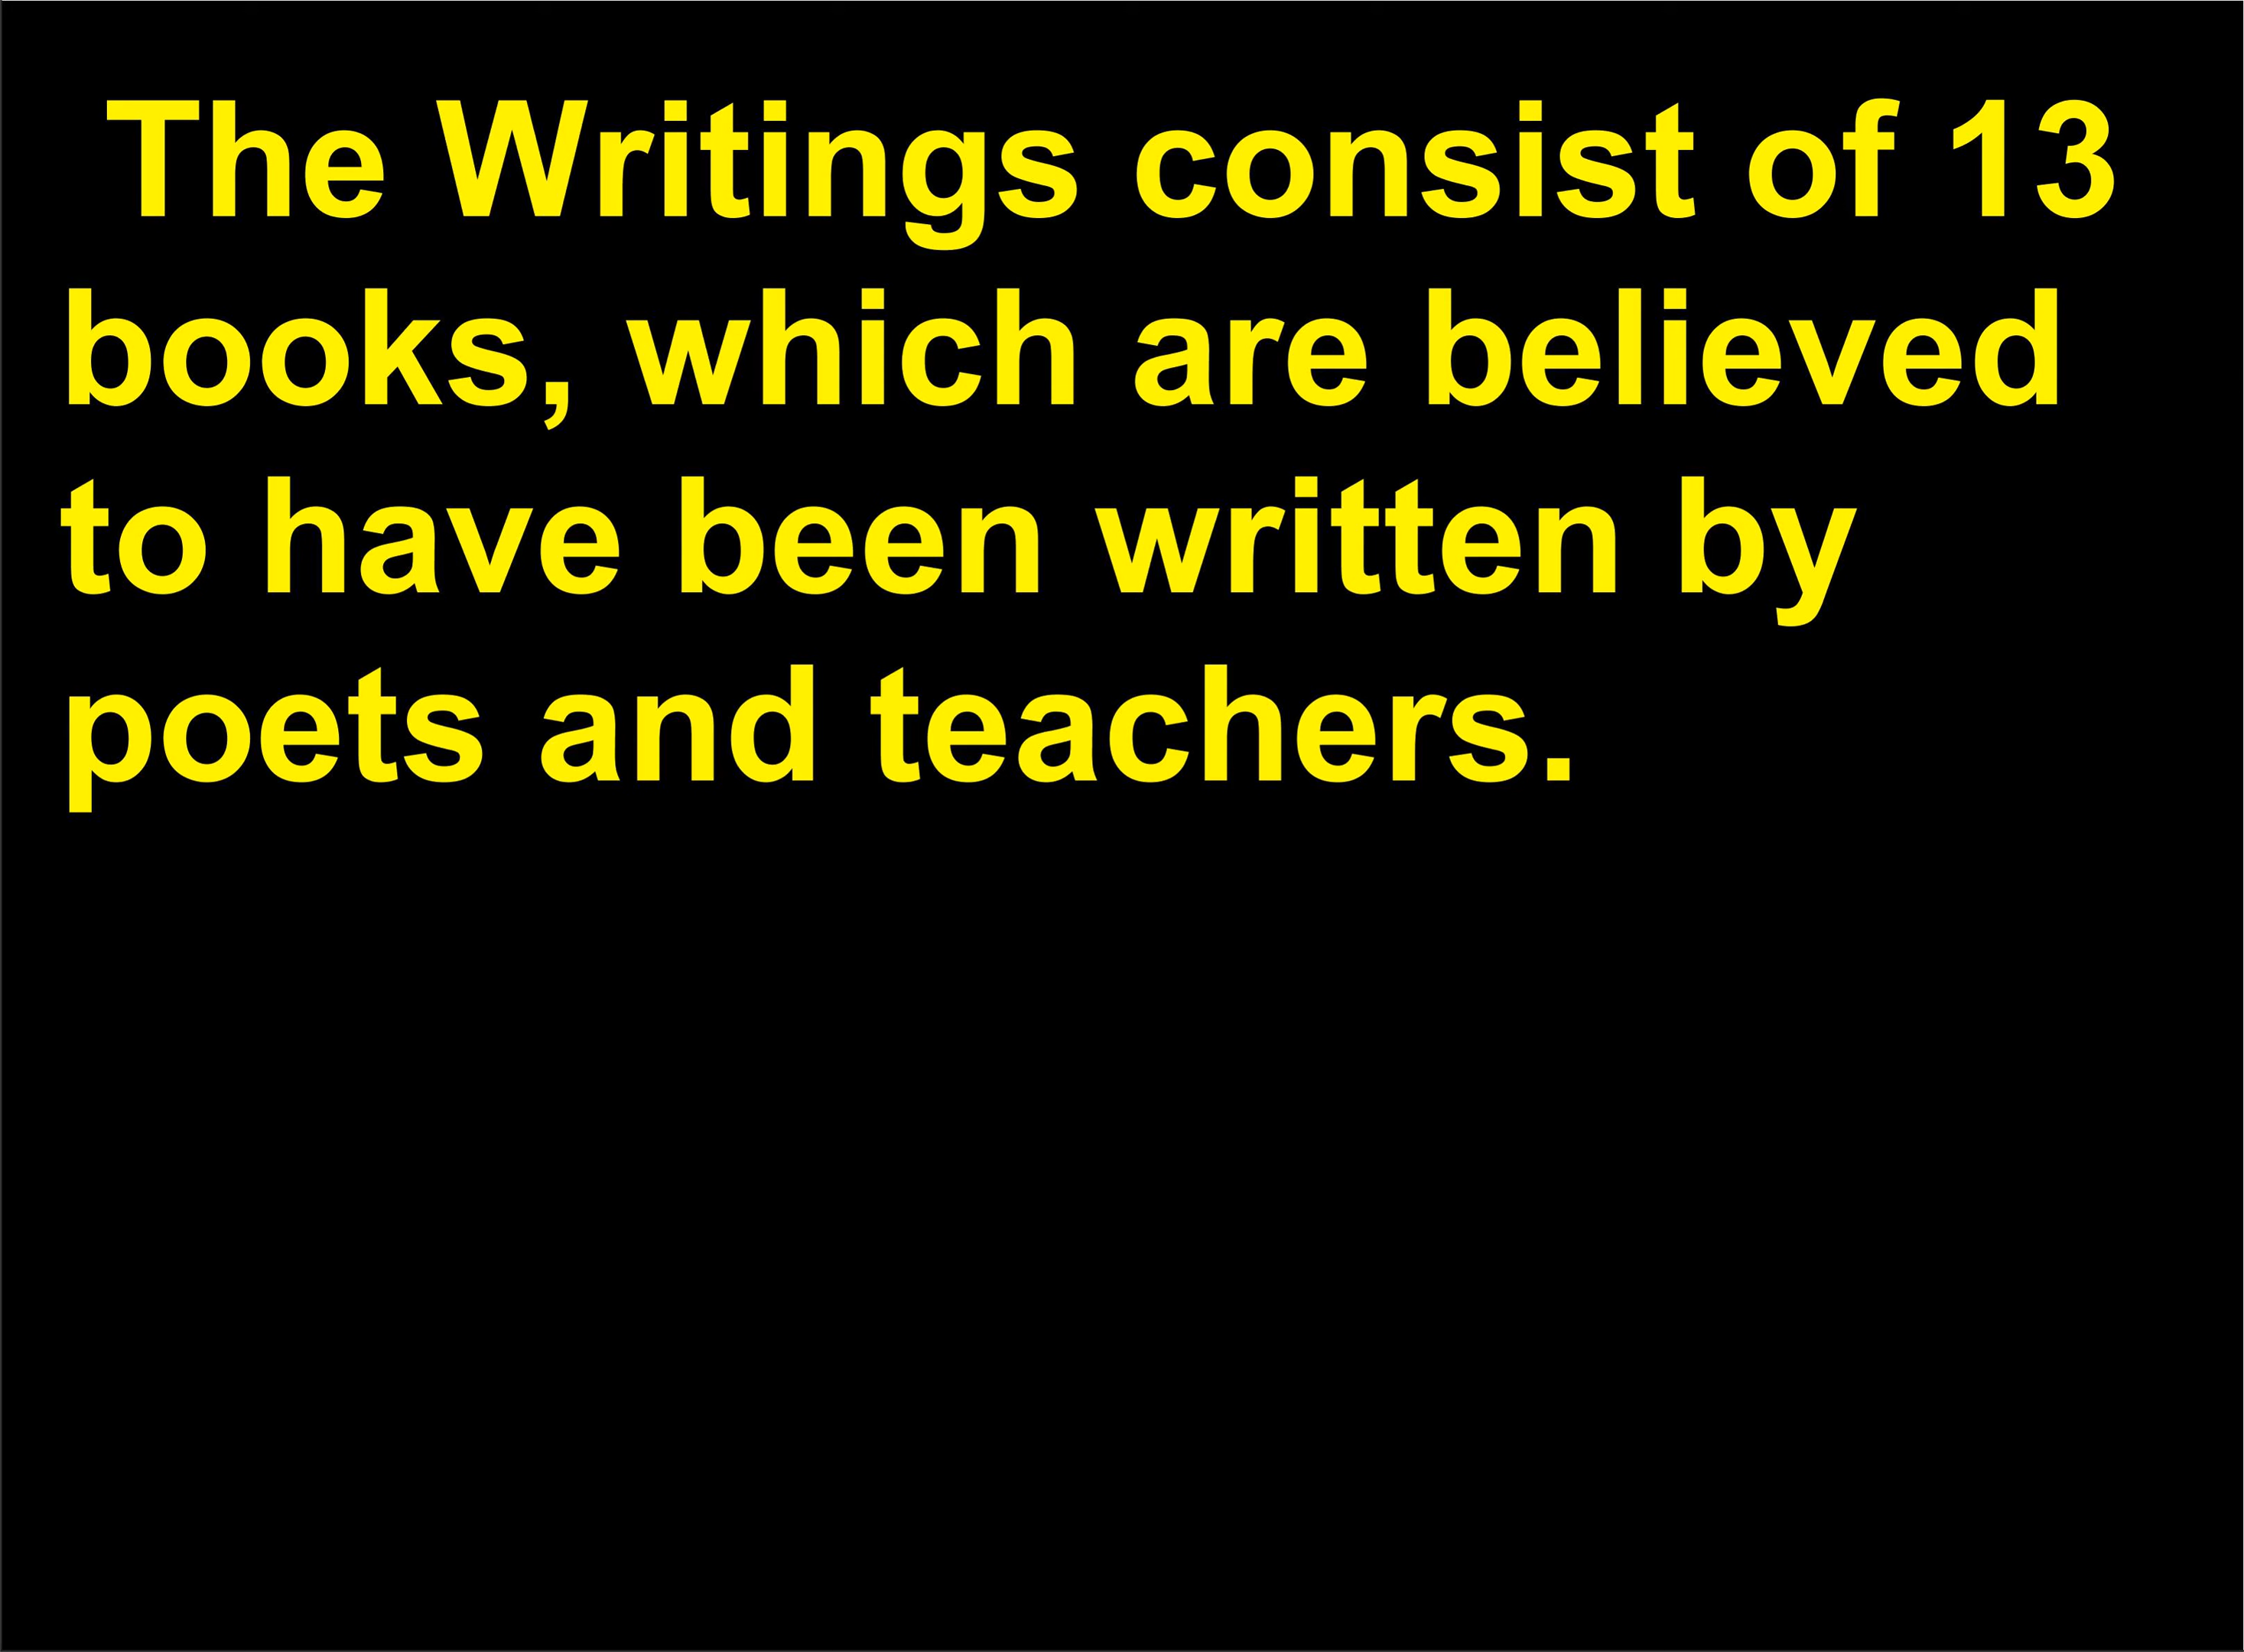 The Writings consist of 13
books, which are believed
to have been written by
poets and teachers.